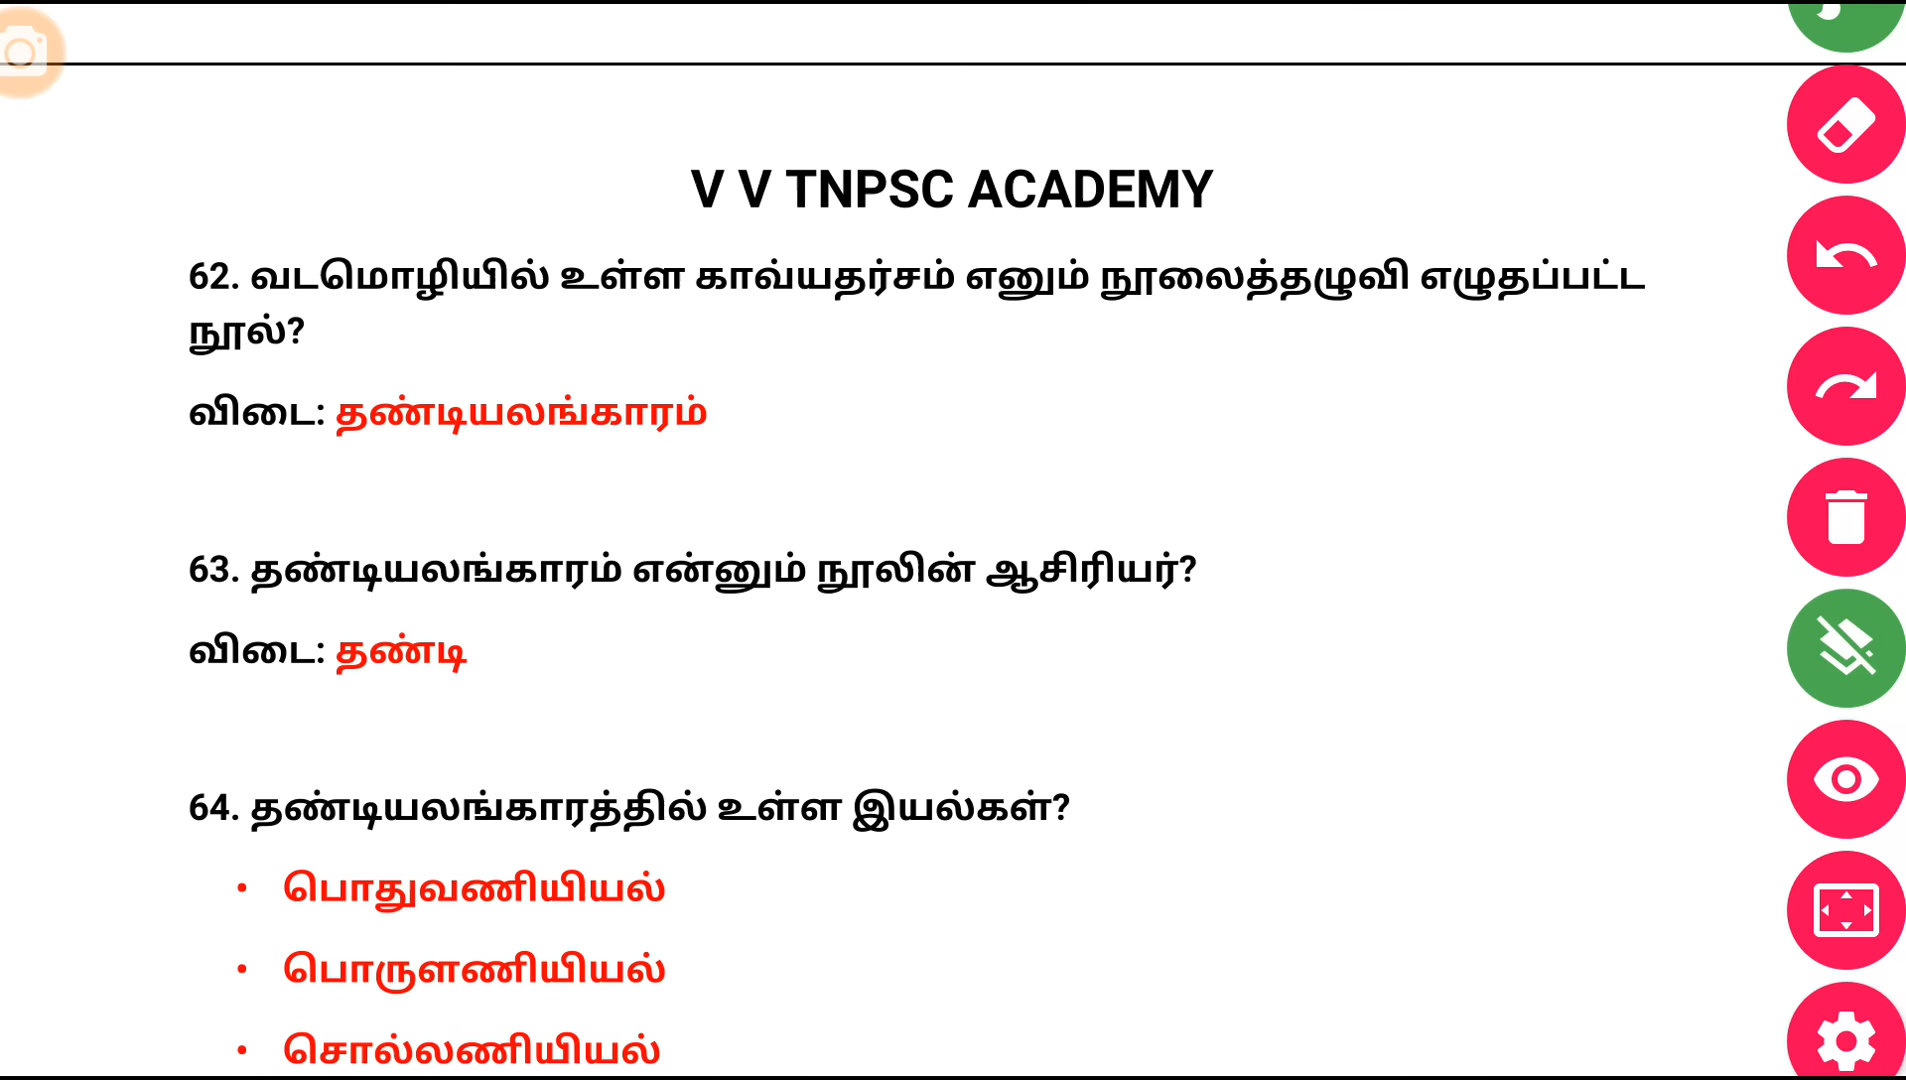 V V TNPSC ACADEMY
62. வடமொழியில் உள்ள காவ்யதர்சம் எனும் நூலைத்தழுவி எழுதப்பட்ட
நூல்?
விடை: தண்டியலங்காரம்
63. தண்டியலங்காரம் என்னும் நூலின் ஆசிரியர்?
விடை: தண்டி
64. தண்டியலங்காரத்தில் உள்ள இயல்கள்?
• பொதுவணியியல்
• பொருளணியியல்
• சொல்லணியியல்